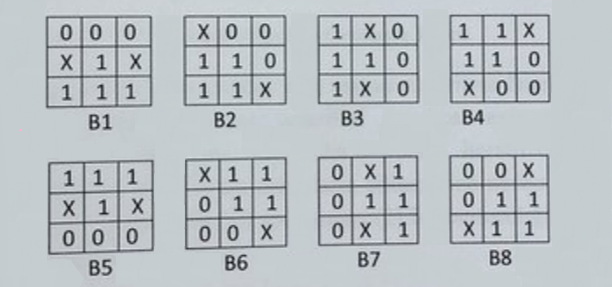 0 0 0
X 1 X
1 1 1
B1
X 0 0
1 1 0
1 1 X
B2
1 X 0
1 1 0
1 X 0
B3
1 1 X
1 1 0
X 0 0
B4
1 1 1
X 1 X
0 0 0
B5
X 1 1
0 1 1
0 0 X
B6
0 X 1
0 1 1
0 X 1
B7
0 0 X
0 1 1
X 1 1
B8